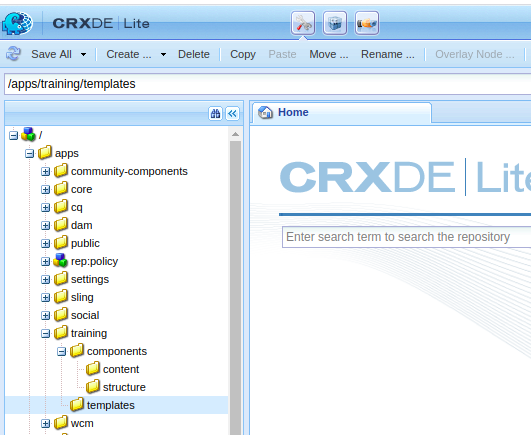 CRXDE | Lite
Save All Create ... Delete Copy Paste Move ... Rename ... Overlay Node ...
/apps/training/templates
Home
/
apps
community-components
core
cq
dam
public
rep:policy
settings
sling
social
training
components
content
structure
templates
wcm
CRXDE | Lite
Enter search term to search the repository